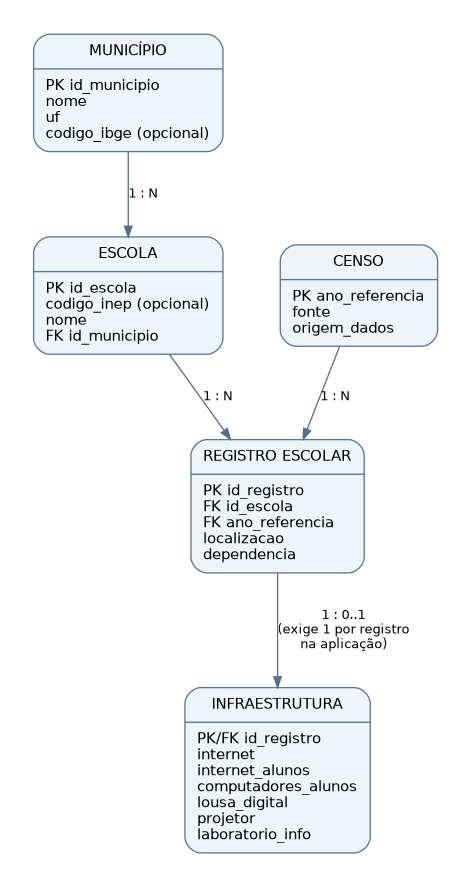 MUNICÍPIO
PK id_municipio
nome
uf
codigo_ibge (opcional)
1 : N
ESCOLA
PK id_escola
codigo_inep (opcional)
nome
FK id_municipio
CENSO
PK ano_referencia
fonte
origem_dados
1 : N
1 : N
REGISTRO ESCOLAR
PK id_registro
FK id_escola
FK ano_referencia
localizacao
dependencia
1 : 0..1
(exige 1 por registro
na aplicação)
INFRAESTRUTURA
PK/FK id_registro
internet
internet_alunos
computadores_alunos
lousa_digital
projetor
laboratorio_info